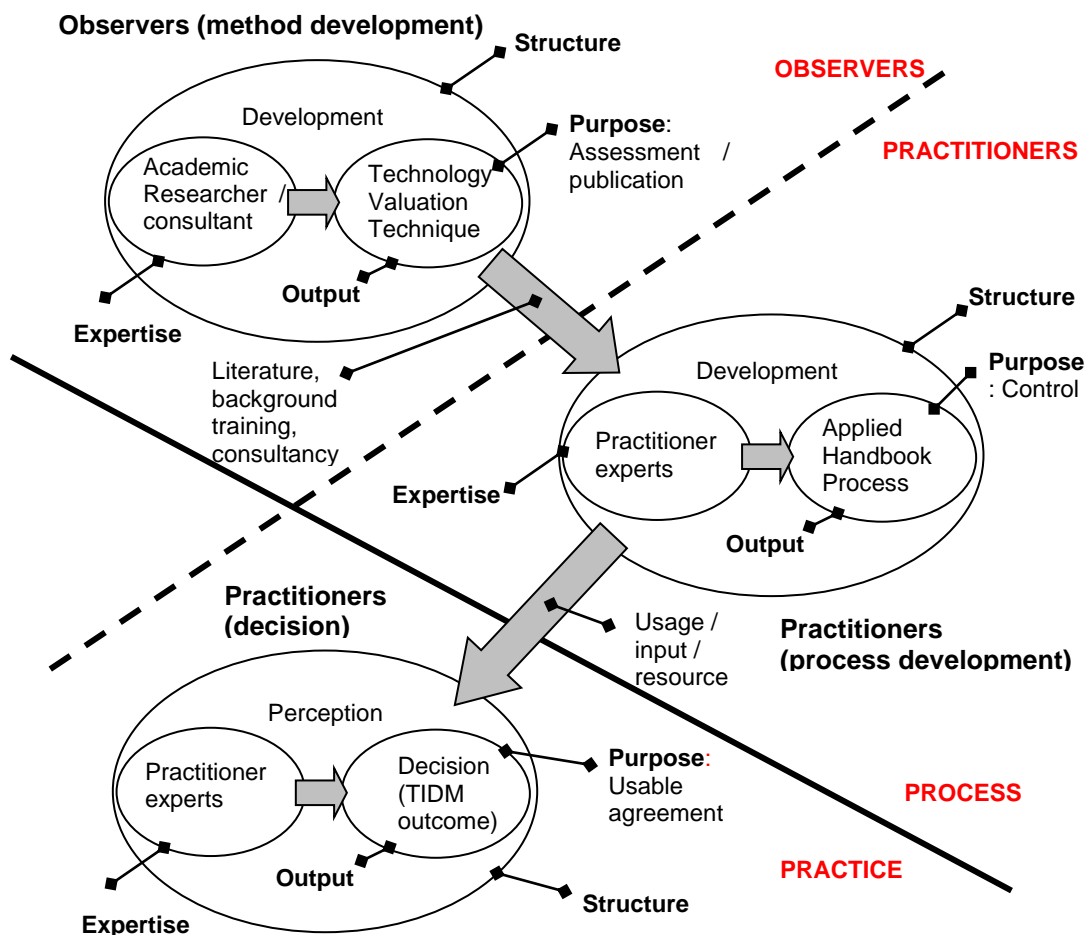 Observers (method development)
Structure
OBSERVERS
Development
Purpose:
Assessment /
publication
PRACTITIONERS
Academic
Researcher /
consultant
Technology
Valuation
Technique
Output
Expertise
Structure
Literature,
background
training,
consultancy
Development
Purpose
: Control
Practitioner
experts
Applied
Handbook
Process
Expertise
Output
Practitioners
(decision)
Usage /
input /
resource
Practitioners
(process development)
Perception
Practitioner
experts
Decision
(TIDM
outcome)
Purpose:
Usable
agreement
PROCESS
Output
PRACTICE
Expertise
Structure